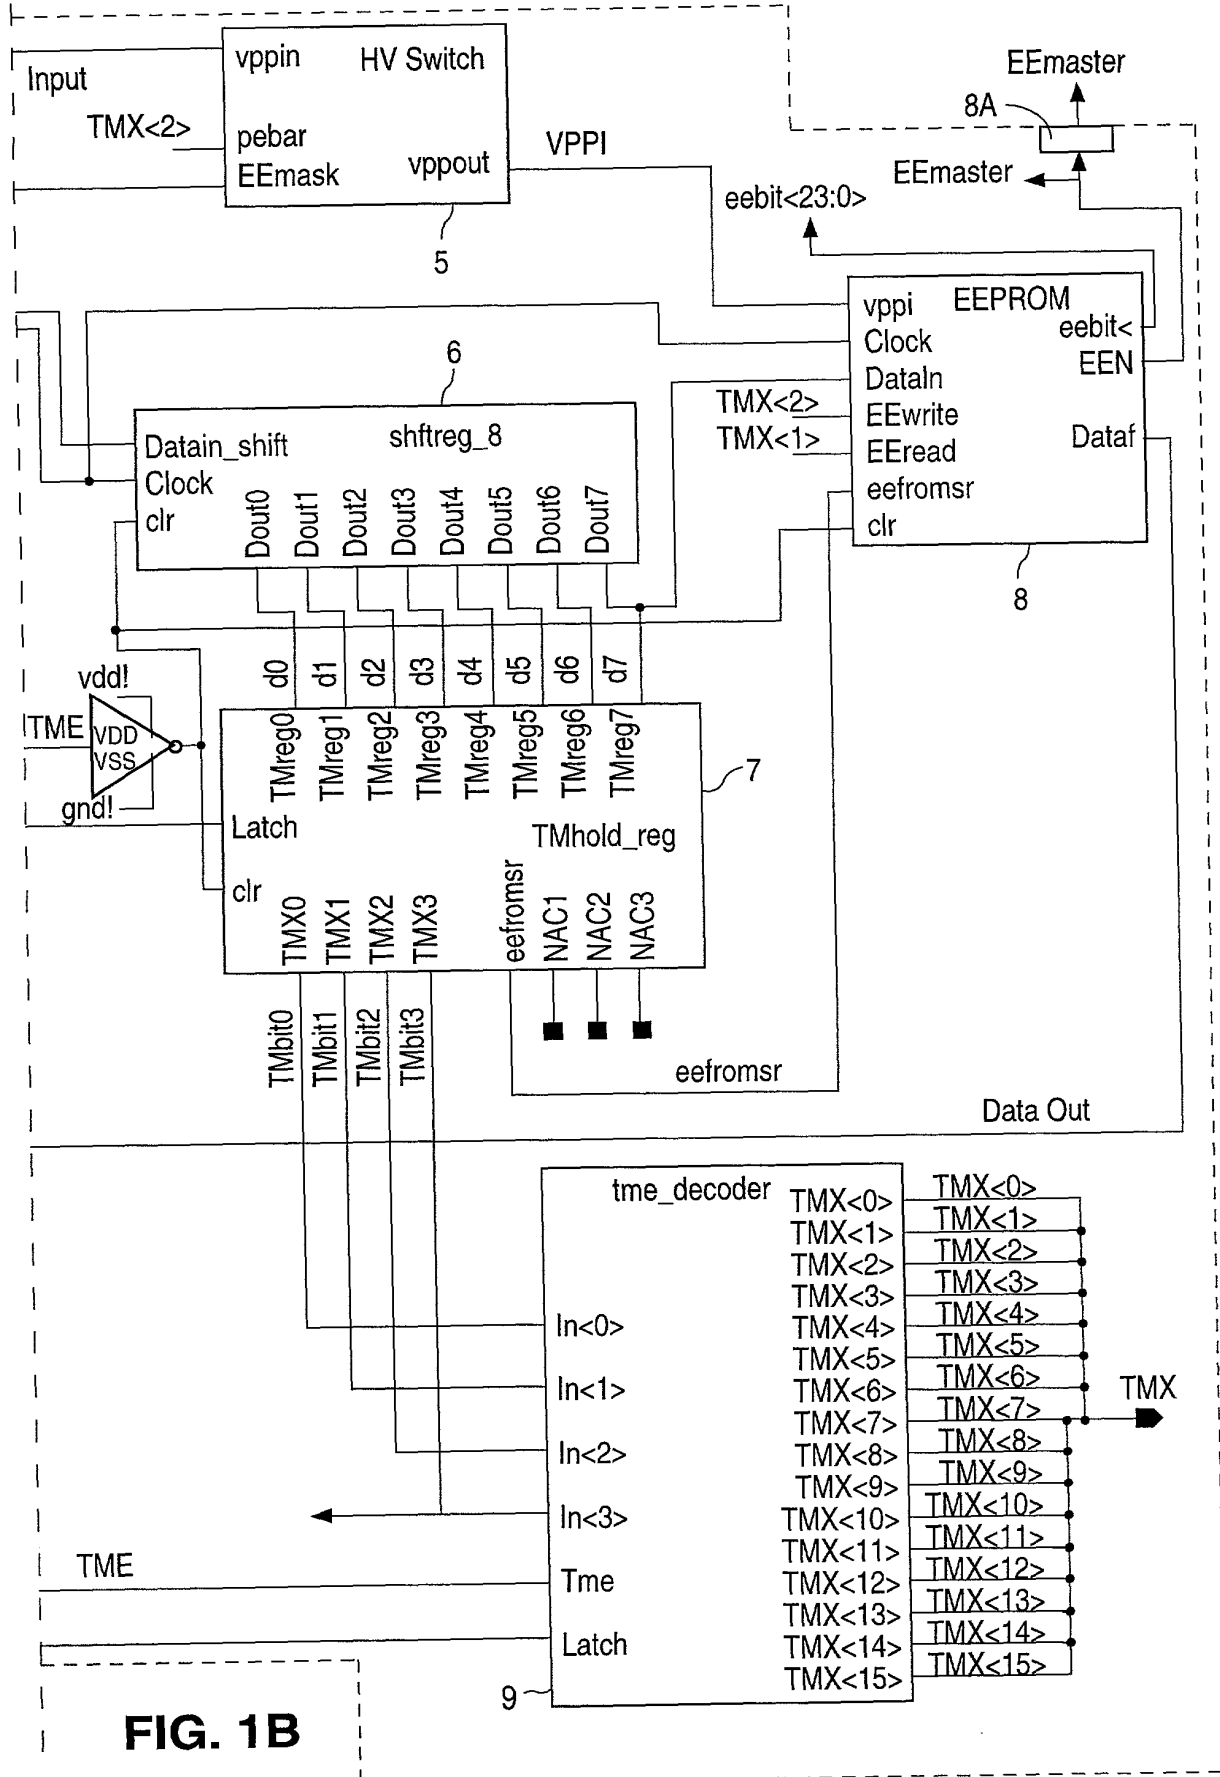 vppin HV Switch
Input
TMX<2>
pebar
EEmask
vppout
VPPI
5
EEmaster
8A
EEmaster
eebit<23:0>
vppi EEPROM
eebit<
Clock
EEN
DataIn
TMX<2>
EEwrite
TMX<1>
EEread
Dataf
eefromsr
clr
8
6
Datain_shift shftreg_8
Clock
clr
Dout0 Dout1 Dout2 Dout3 Dout4 Dout5 Dout6 Dout7
d0 d1 d2 d3 d4 d5 d6 d7
vdd!
TME
VDD
VSS
gnd!
TMreg0 TMreg1 TMreg2 TMreg3 TMreg4 TMreg5 TMreg6 TMreg7
7
Latch
TMhold_reg
clr
TMX0 TMX1 TMX2 TMX3 eefromsr NAC1 NAC2 NAC3
TMbit0 TMbit1 TMbit2 TMbit3
eefromsr
Data Out
tme_decoder
TMX<0> TMX<0>
TMX<1> TMX<1>
TMX<2> TMX<2>
TMX<3> TMX<3>
TMX<4> TMX<4>
TMX<5> TMX<5>
TMX<6> TMX<6>
TMX<7> TMX<7>
TMX<8> TMX<8>
TMX<9> TMX<9>
TMX<10> TMX<10>
TMX<11> TMX<11>
TMX<12> TMX<12>
TMX<13> TMX<13>
TMX<14> TMX<14>
TMX<15> TMX<15>
TMX
In<0>
In<1>
In<2>
In<3>
TME
Tme
Latch
9
FIG. 1B